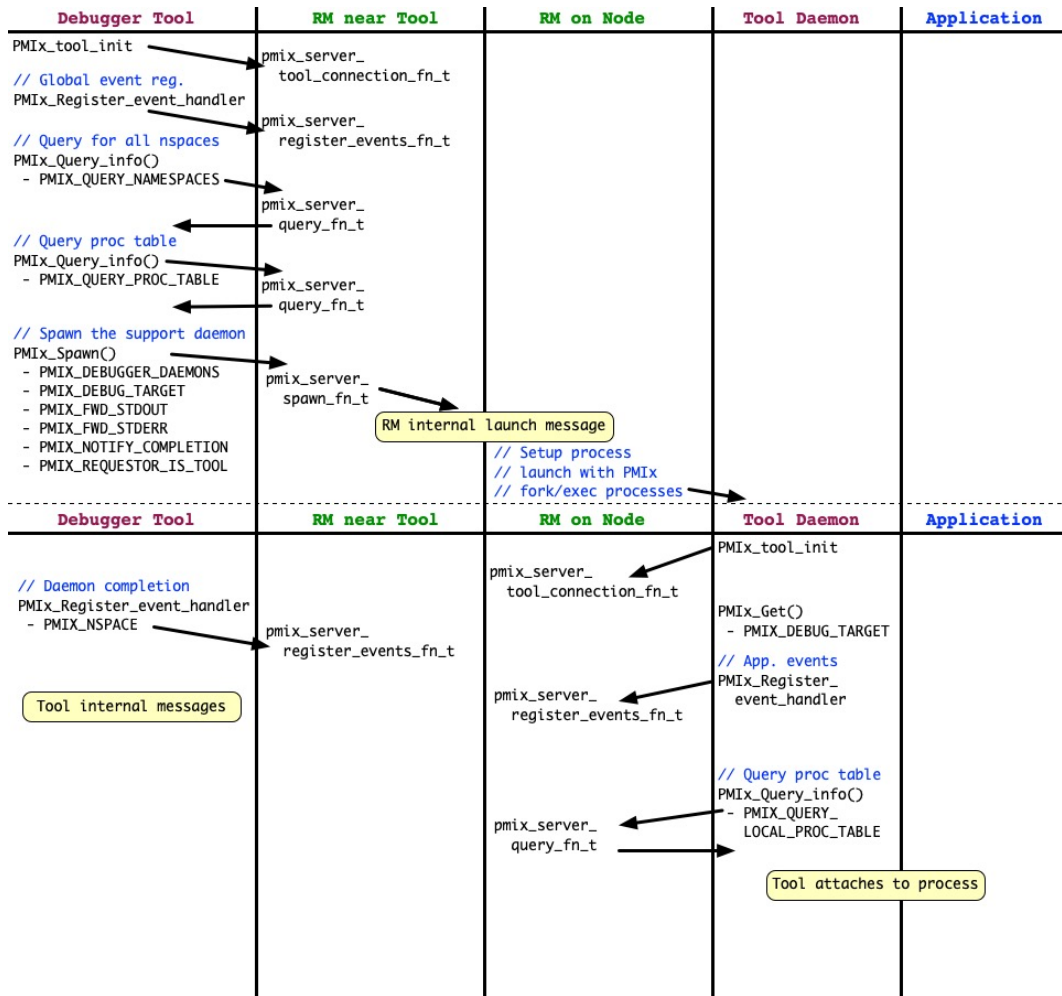 Debugger Tool
RM near Tool
RM on Node
Tool Daemon
Application
PMIx_tool_init
pmix_server_
tool_connection_fn_t
// Global event reg.
PMIx_Register_event_handler
pmix_server_
register_events_fn_t
// Query for all nspaces
PMIx_Query_info()
- PMIX_QUERY_NAMESPACES
pmix_server_
query_fn_t
// Query proc table
PMIx_Query_info()
- PMIX_QUERY_PROC_TABLE
pmix_server_
query_fn_t
// Spawn the support daemon
PMIx_Spawn()
- PMIX_DEBUGGER_DAEMONS
- PMIX_DEBUG_TARGET
- PMIX_FWD_STDOUT
- PMIX_FWD_STDERR
- PMIX_NOTIFY_COMPLETION
- PMIX_REQUESTOR_IS_TOOL
pmix_server_
spawn_fn_t
RM internal launch message
// Setup process
// launch with PMIx
// fork/exec processes
Debugger Tool
RM near Tool
RM on Node
Tool Daemon
Application
PMIx_tool_init
pmix_server_
tool_connection_fn_t
// Daemon completion
PMIx_Register_event_handler
- PMIX_NSPACE
pmix_server_
register_events_fn_t
PMIx_Get()
- PMIX_DEBUG_TARGET
// App. events
PMIx_Register_
event_handler
pmix_server_
register_events_fn_t
Tool internal messages
// Query proc table
PMIx_Query_info()
- PMIX_QUERY_
LOCAL_PROC_TABLE
pmix_server_
query_fn_t
Tool attaches to process